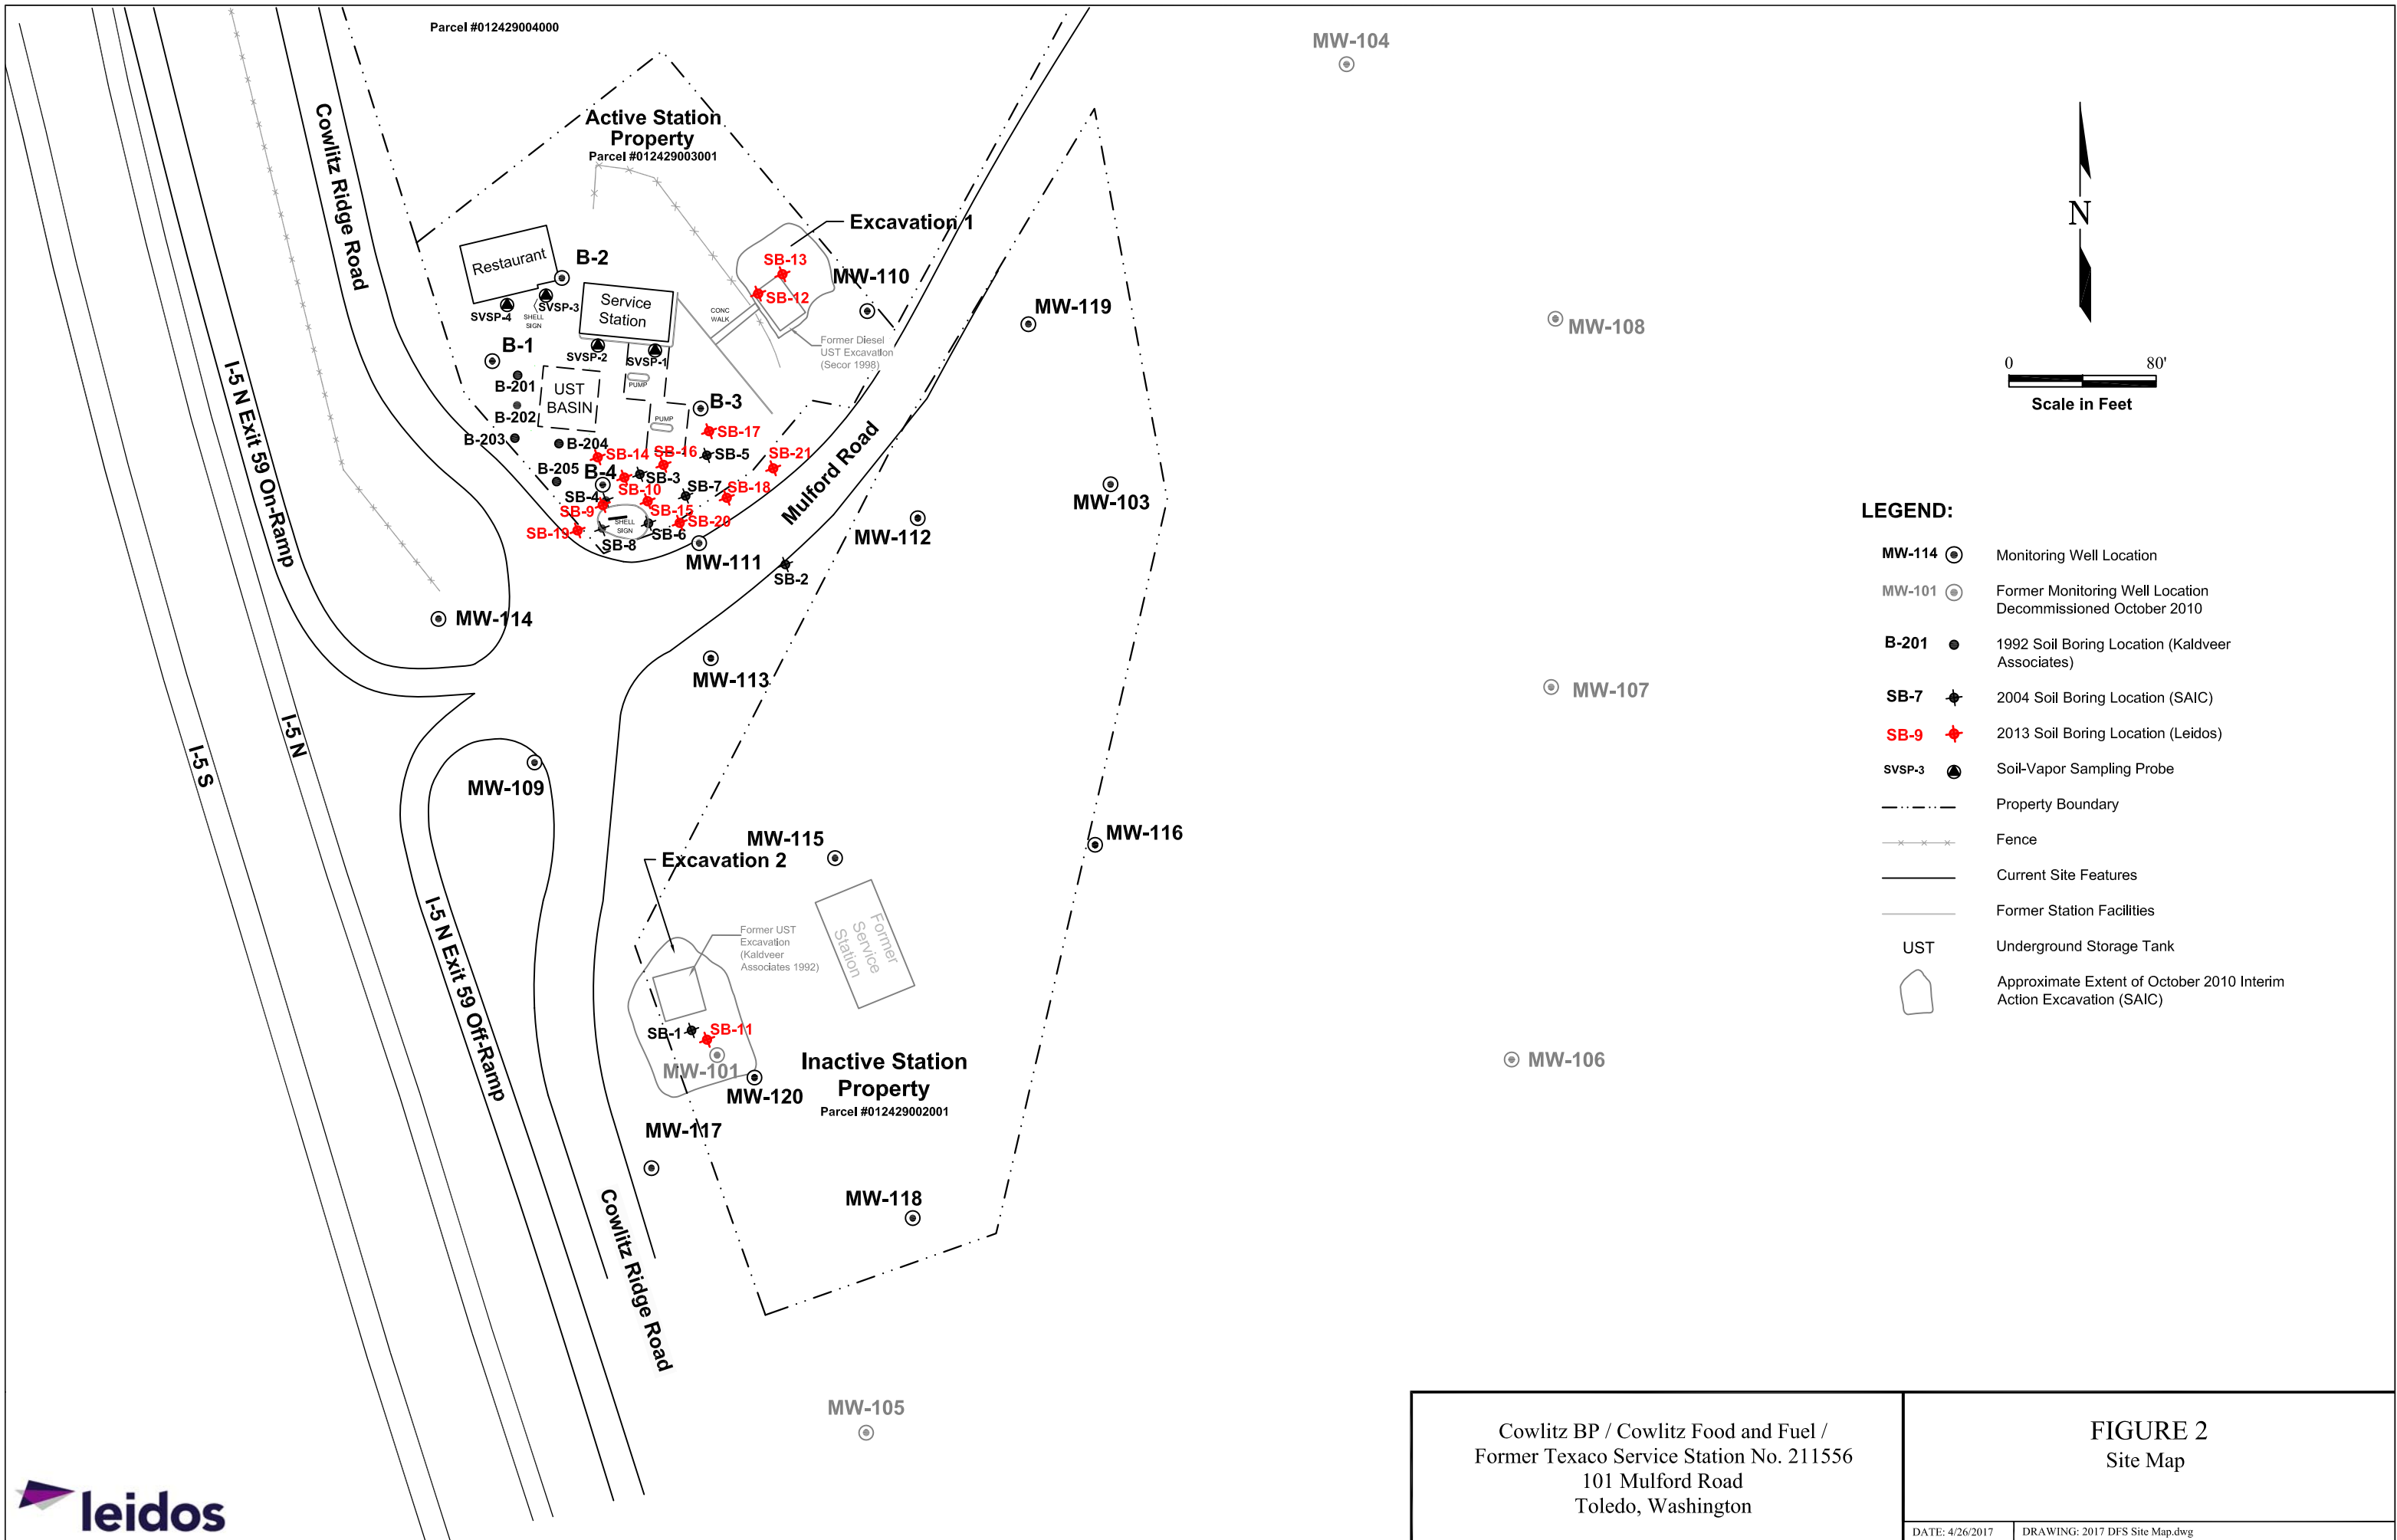 Parcel #012429004000
MW-104
Active Station
Property
Parcel #012429003001
Cowlitz Ridge Road
Excavation 1
Restaurant
B-2
SB-13
MW-110
SB-12
Service
Station
SVSP-3
SVSP-4
SHELL
SIGN
CONC
WALK
MW-119
MW-108
N
Former Diesel
UST Excavation
(Secor 1998)
B-1
SVSP-2
SVSP-1
0
80'
Scale in Feet
B-201
UST
BASIN
PUMP
B-202
B-3
PUMP
I-5 N Exit 59 On-Ramp
B-203
B-204
SB-17
SB-14
SB-16
SB-5
SB-21
Mulford Road
B-205
B-4
SB-3
SB-10
SB-7
SB-18
SB-4
SB-9
SB-15
SHELL
SIGN
SB-20
SB-19
SB-8
SB-6
MW-111
MW-112
MW-103
SB-2
MW-114
MW-113
MW-107
I-5 N
I-5 S
MW-109
MW-115
MW-116
Excavation 2
Former UST
Excavation
(Kaldveer
Associates 1992)
Former
Service
Station
I-5 N Exit 59 Off-Ramp
SB-1
SB-11
MW-101
MW-106
Inactive Station
Property
Parcel #012429002001
MW-120
MW-117
MW-118
Cowlitz Ridge Road
MW-105
LEGEND:
MW-114 Monitoring Well Location
MW-101 Former Monitoring Well Location
Decommissioned October 2010
B-201 1992 Soil Boring Location (Kaldveer
Associates)
SB-7 2004 Soil Boring Location (SAIC)
SB-9 2013 Soil Boring Location (Leidos)
SVSP-3 Soil-Vapor Sampling Probe
Property Boundary
Fence
Current Site Features
Former Station Facilities
UST Underground Storage Tank
Approximate Extent of October 2010 Interim
Action Excavation (SAIC)
leidos
Cowlitz BP / Cowlitz Food and Fuel /
Former Texaco Service Station No. 211556
101 Mulford Road
Toledo, Washington
FIGURE 2
Site Map
DATE: 4/26/2017
DRAWING: 2017 DFS Site Map.dwg